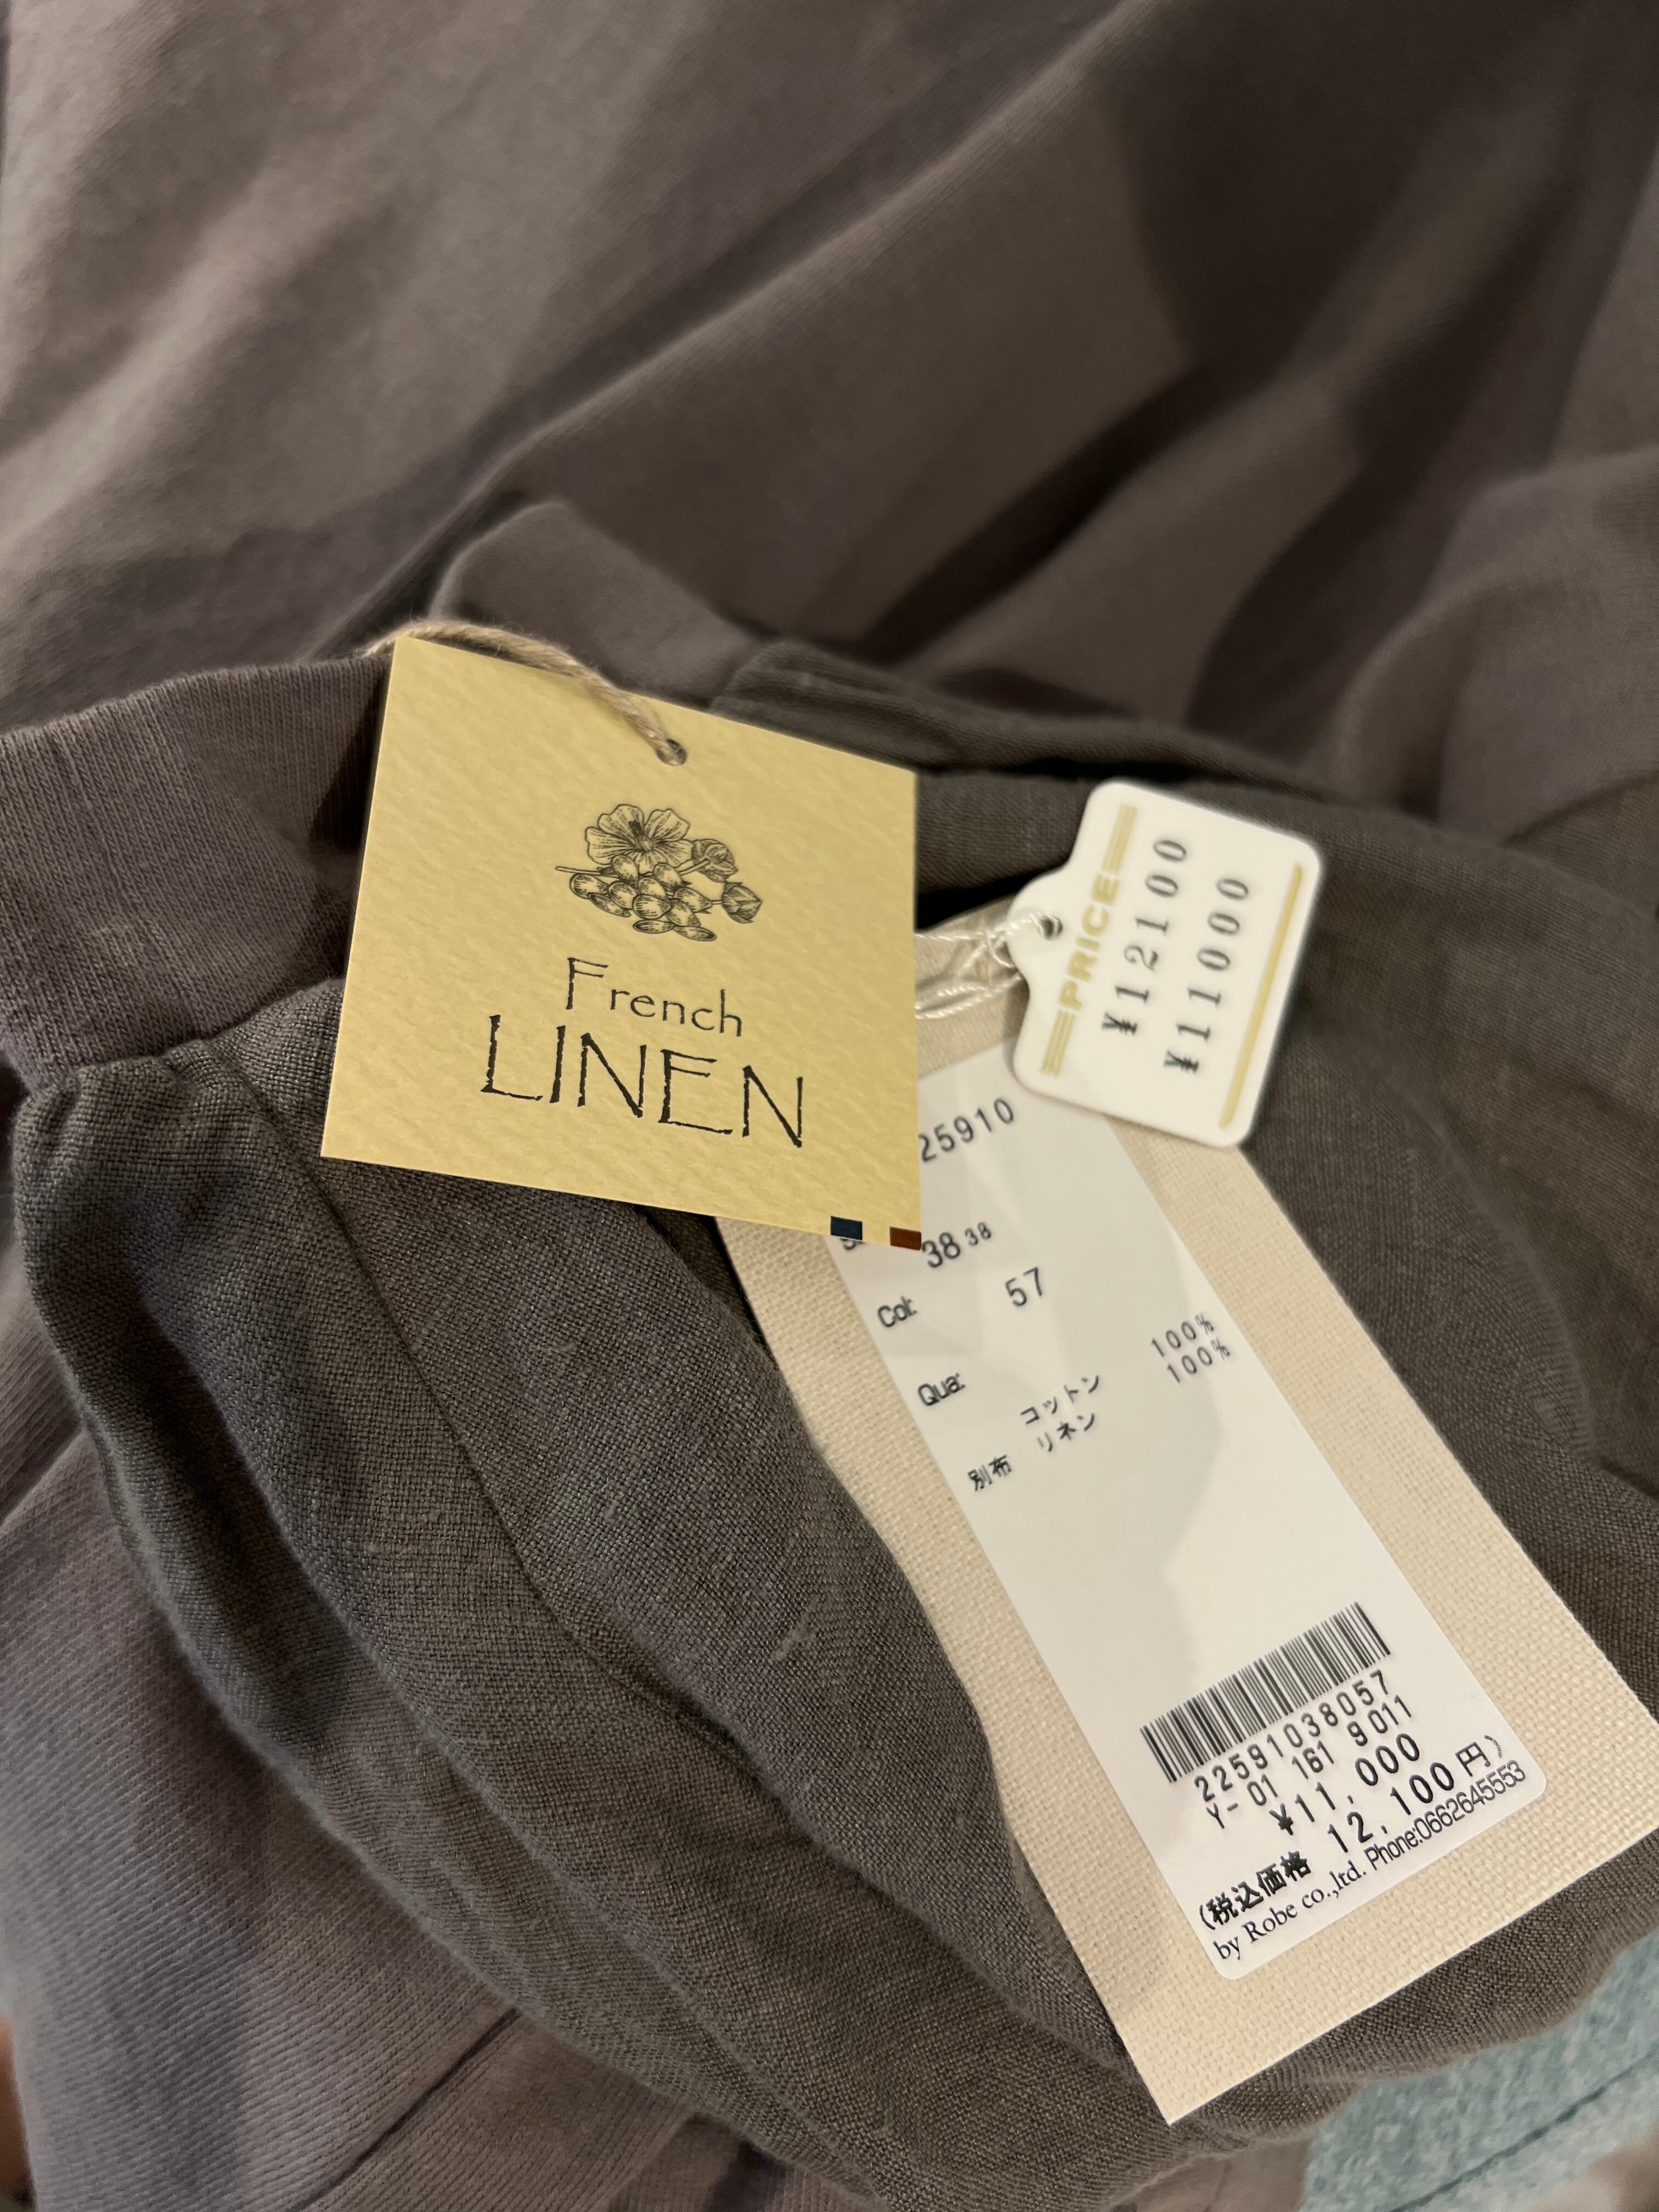 French
LINEN
PRICE
¥12100
¥11000
25910
38 38
Col: 57
Qua:
コットン 100%
別布 リネン 100%
2259103805​7
Y-01 161 9011
¥11,000
(税込価格 12,100円)
by Robe co.,ltd. Phone:0662645553